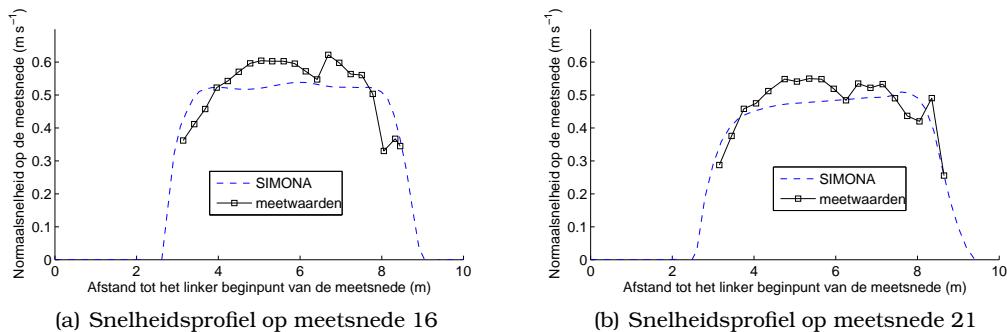 Normaalsnelheid op de meetsnede (m s⁻¹)
0.6
0.5
0.4
0.3
0.2
0.1
0
SIMONA
meetwaarden
0 2 4 6 8 10
Afstand tot het linker beginpunt van de meetsnede (m)
(a) Snelheidsprofiel op meetsnede 16
Normaalsnelheid op de meetsnede (m s⁻¹)
0.6
0.5
0.4
0.3
0.2
0.1
0
SIMONA
meetwaarden
0 2 4 6 8 10
Afstand tot het linker beginpunt van de meetsnede (m)
(b) Snelheidsprofiel op meetsnede 21